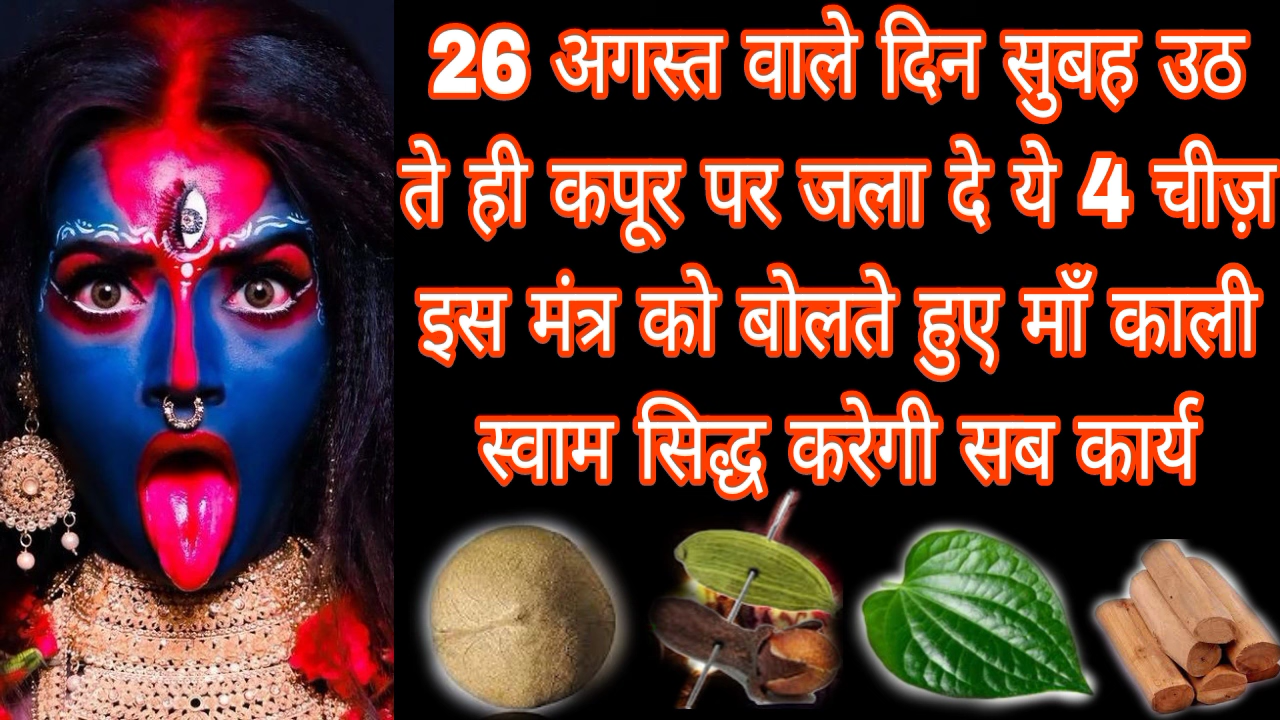 26 अगस्त वाले दिन सुबह उठ
ते ही कपूर पर जला दे ये 4 चीज़
इस मंत्र को बोलते हुए माँ काली
स्वाम सिद्ध करेगी सब कार्य